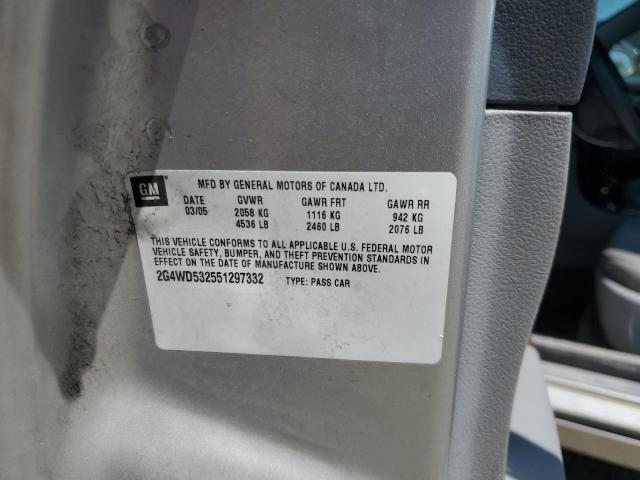 GM
MFD BY GENERAL MOTORS OF CANADA LTD.
DATE GVWR GAWR FRT GAWR RR
03/05 2058 KG 1116 KG 942 KG
4536 LB 2460 LB 2076 LB
THIS VEHICLE CONFORMS TO ALL APPLICABLE U.S. FEDERAL MOTOR
VEHICLE SAFETY, BUMPER, AND THEFT PREVENTION STANDARDS IN
EFFECT ON THE DATE OF MANUFACTURE SHOWN ABOVE.
2G4WD532551297332 TYPE: PASS CAR